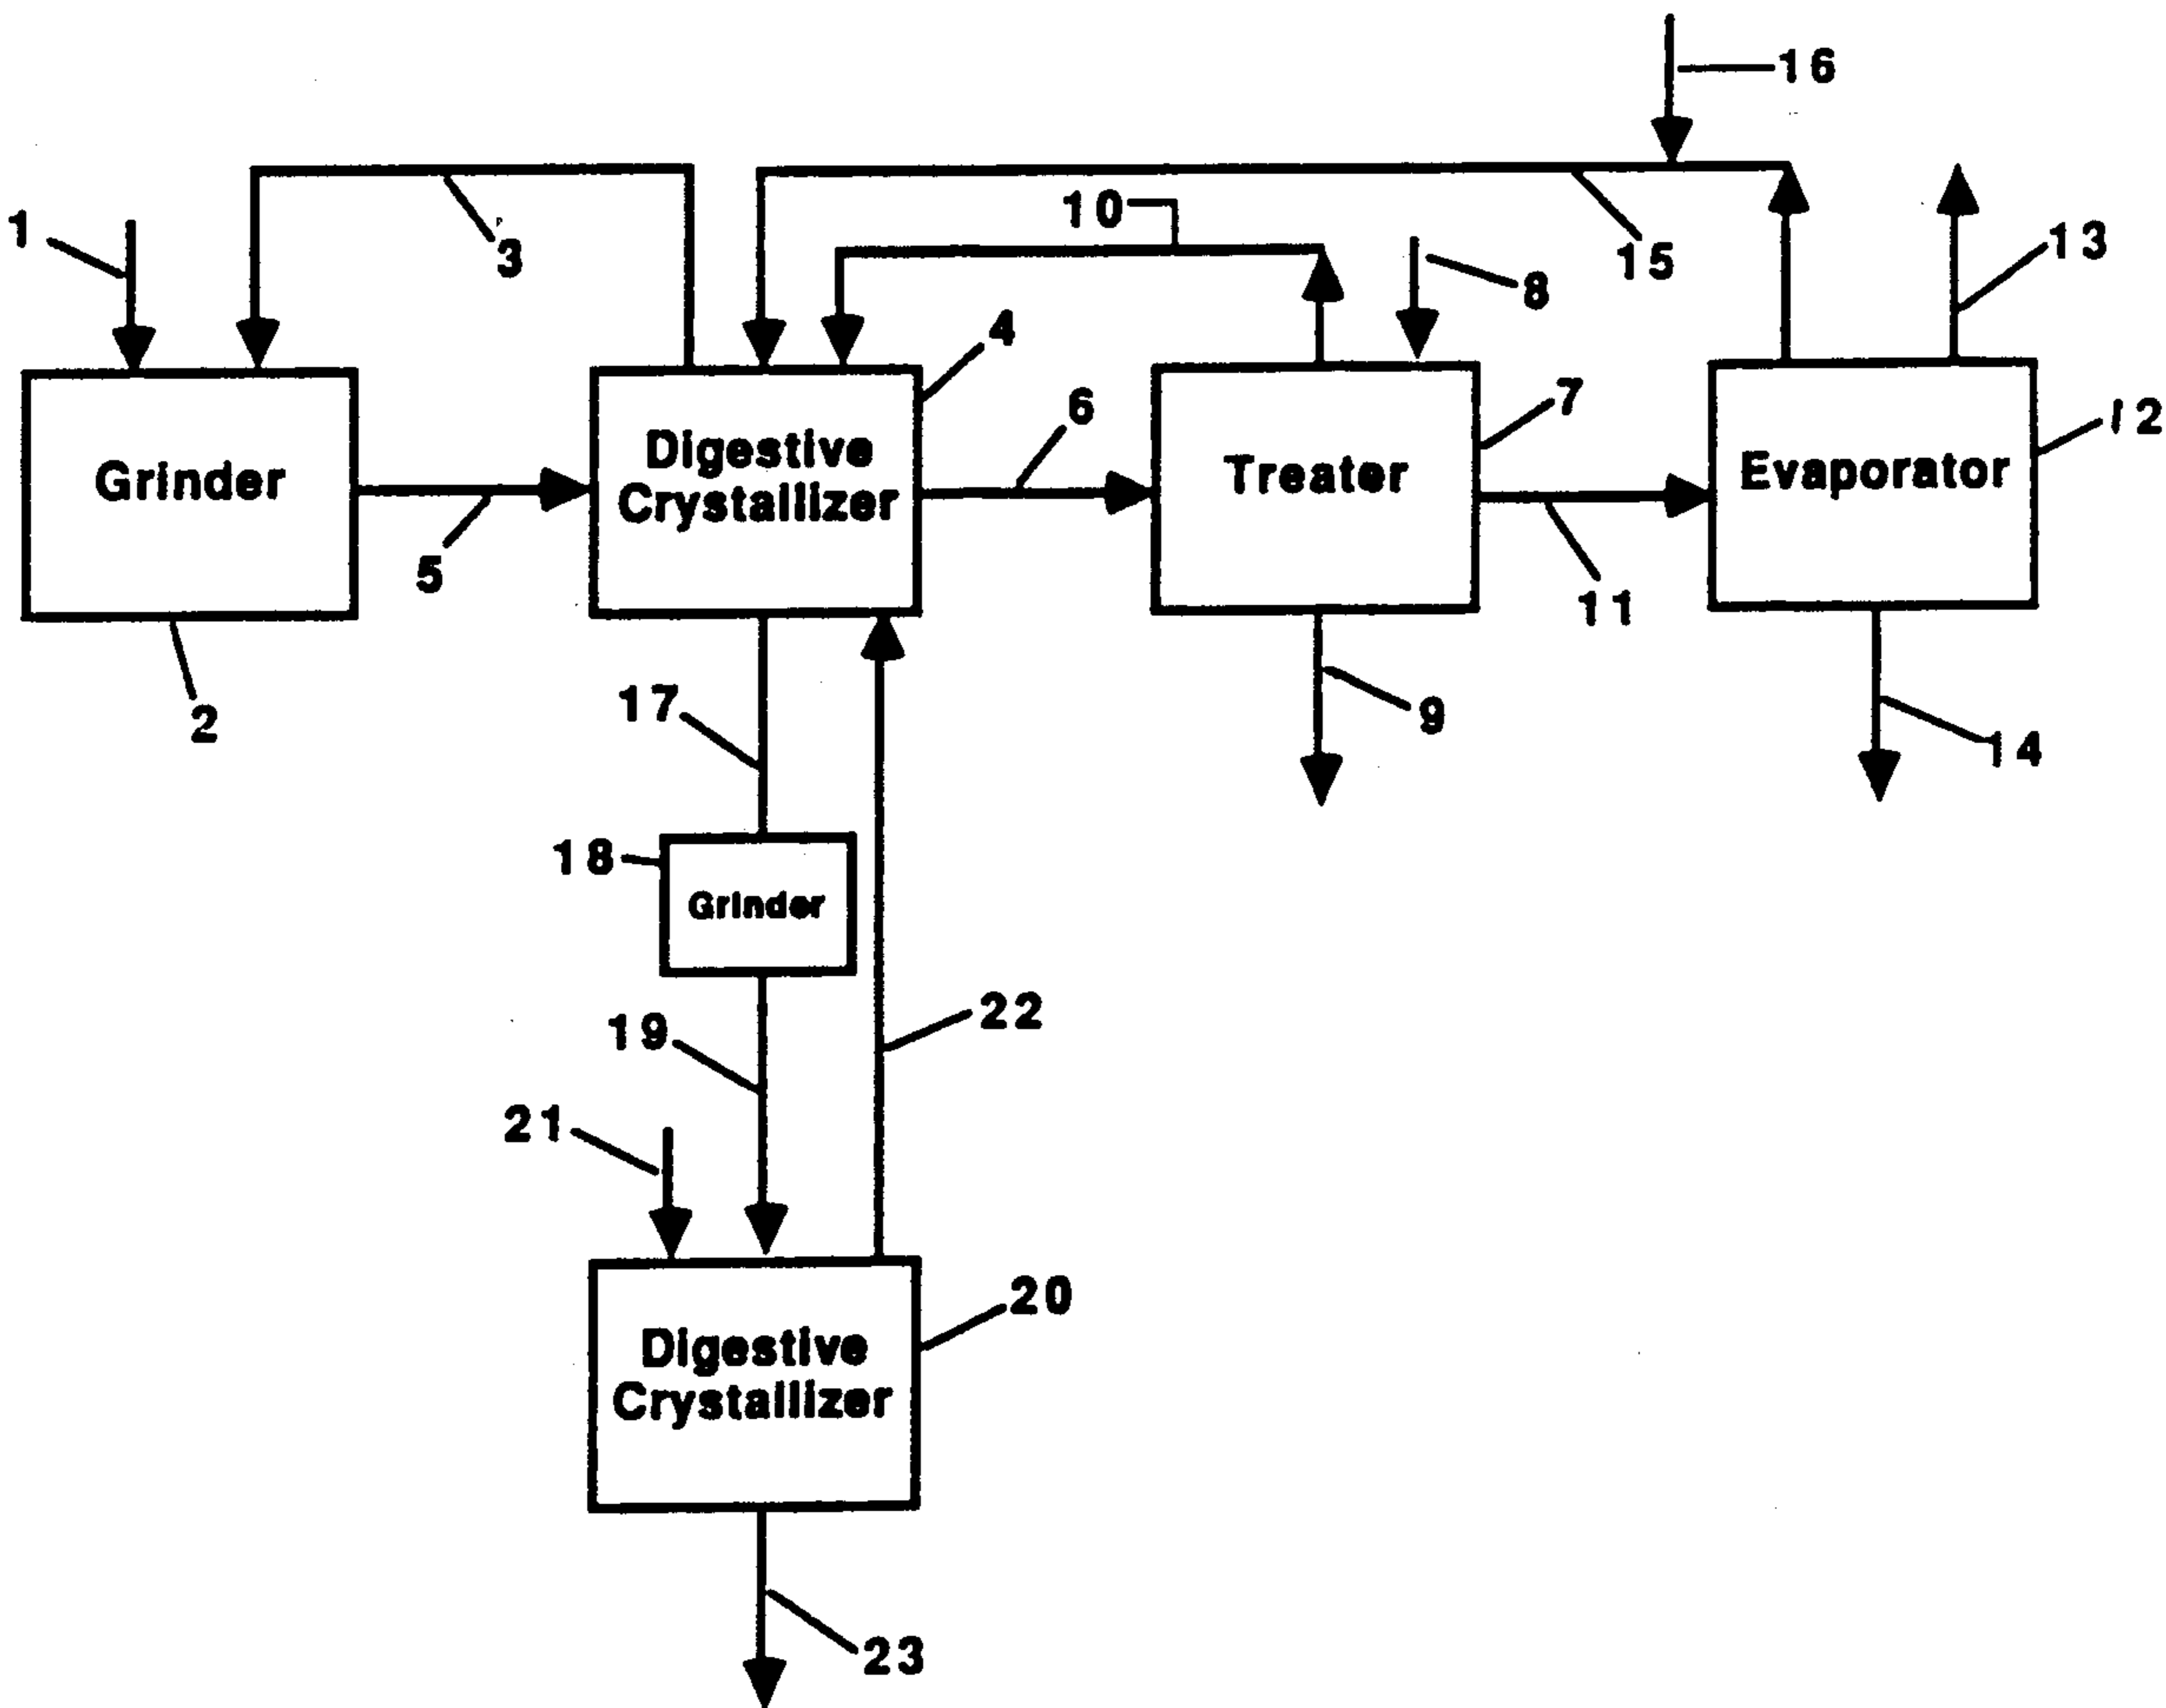 16
1
3
10
15
13
8
4
6
7
12
Grinder
Digestive
Crystallizer
Treater
Evaporator
5
11
2
17
9
14
18
Grinder
19
22
21
20
Digestive
Crystallizer
23